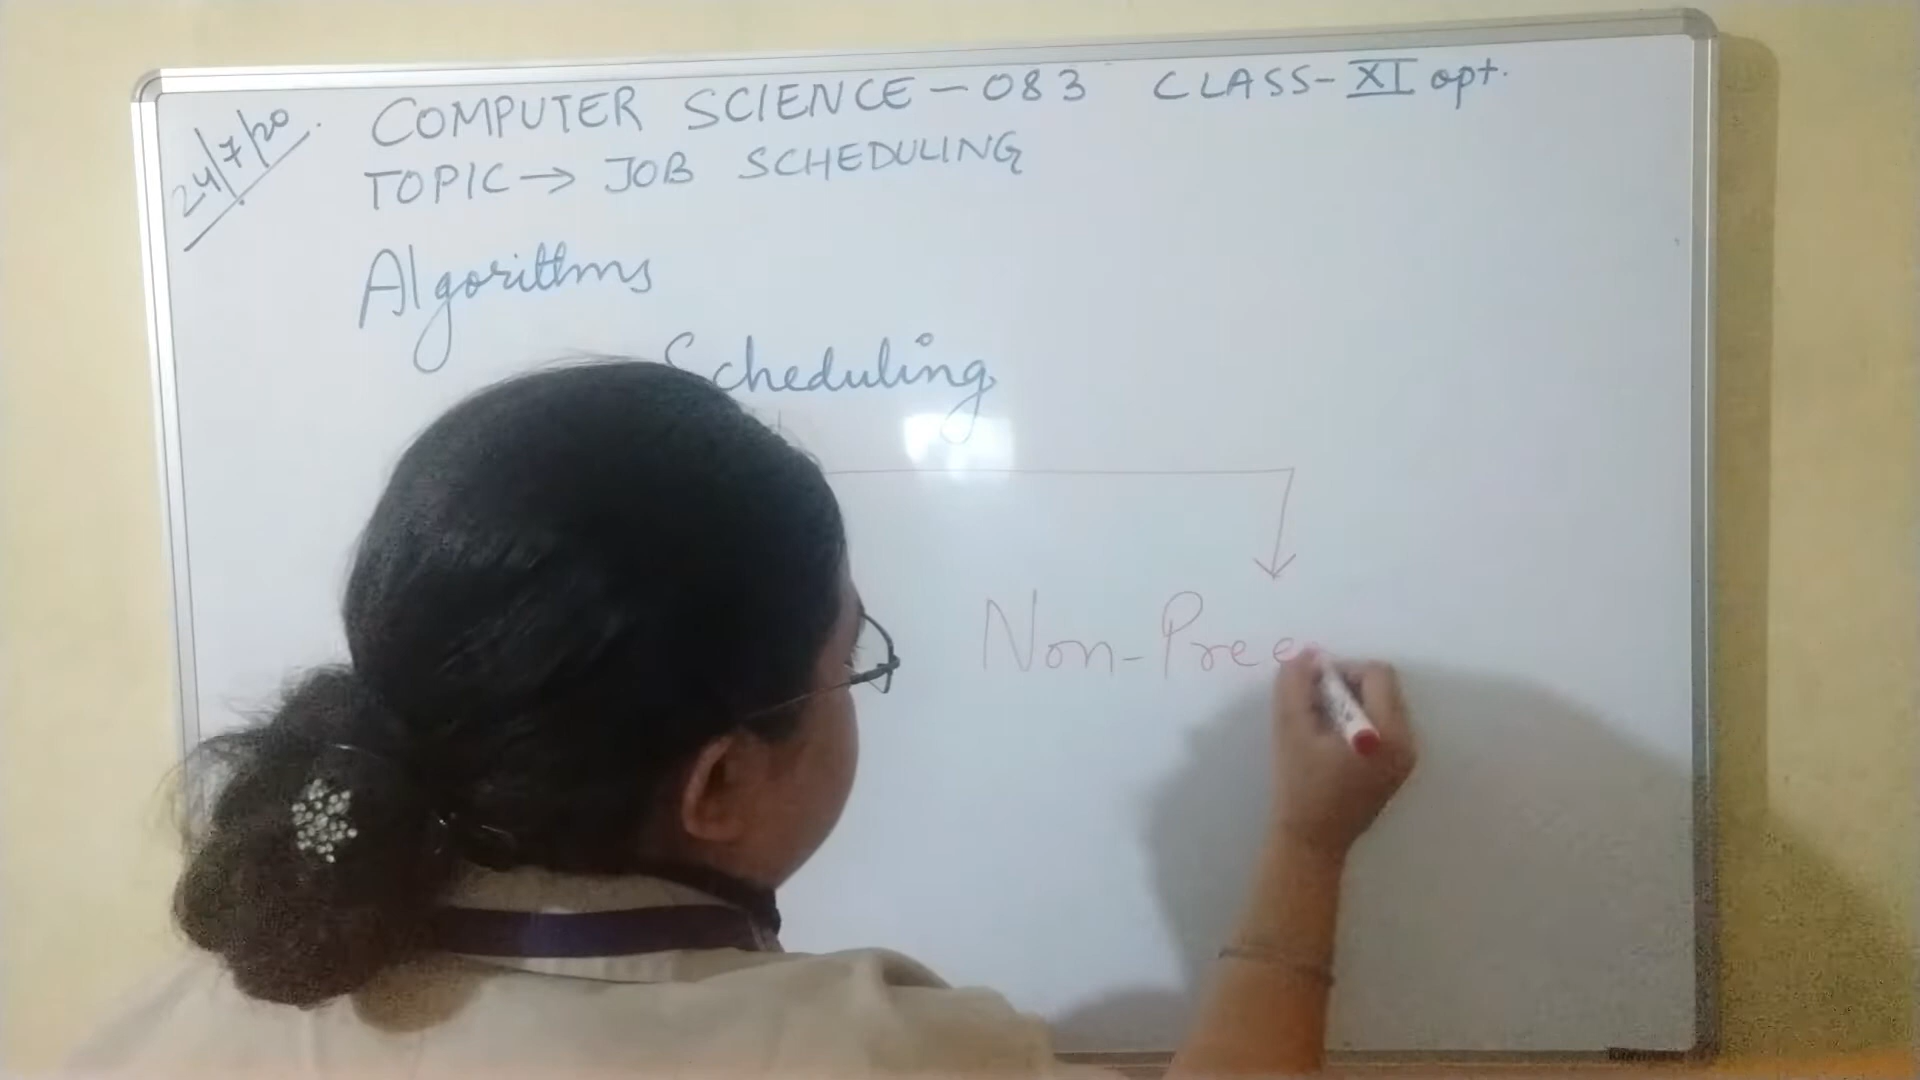 24/7/20.
COMPUTER SCIENCE - 083 CLASS - XI opt.
TOPIC → JOB SCHEDULING
Algorithms
Scheduling
Non-Pree